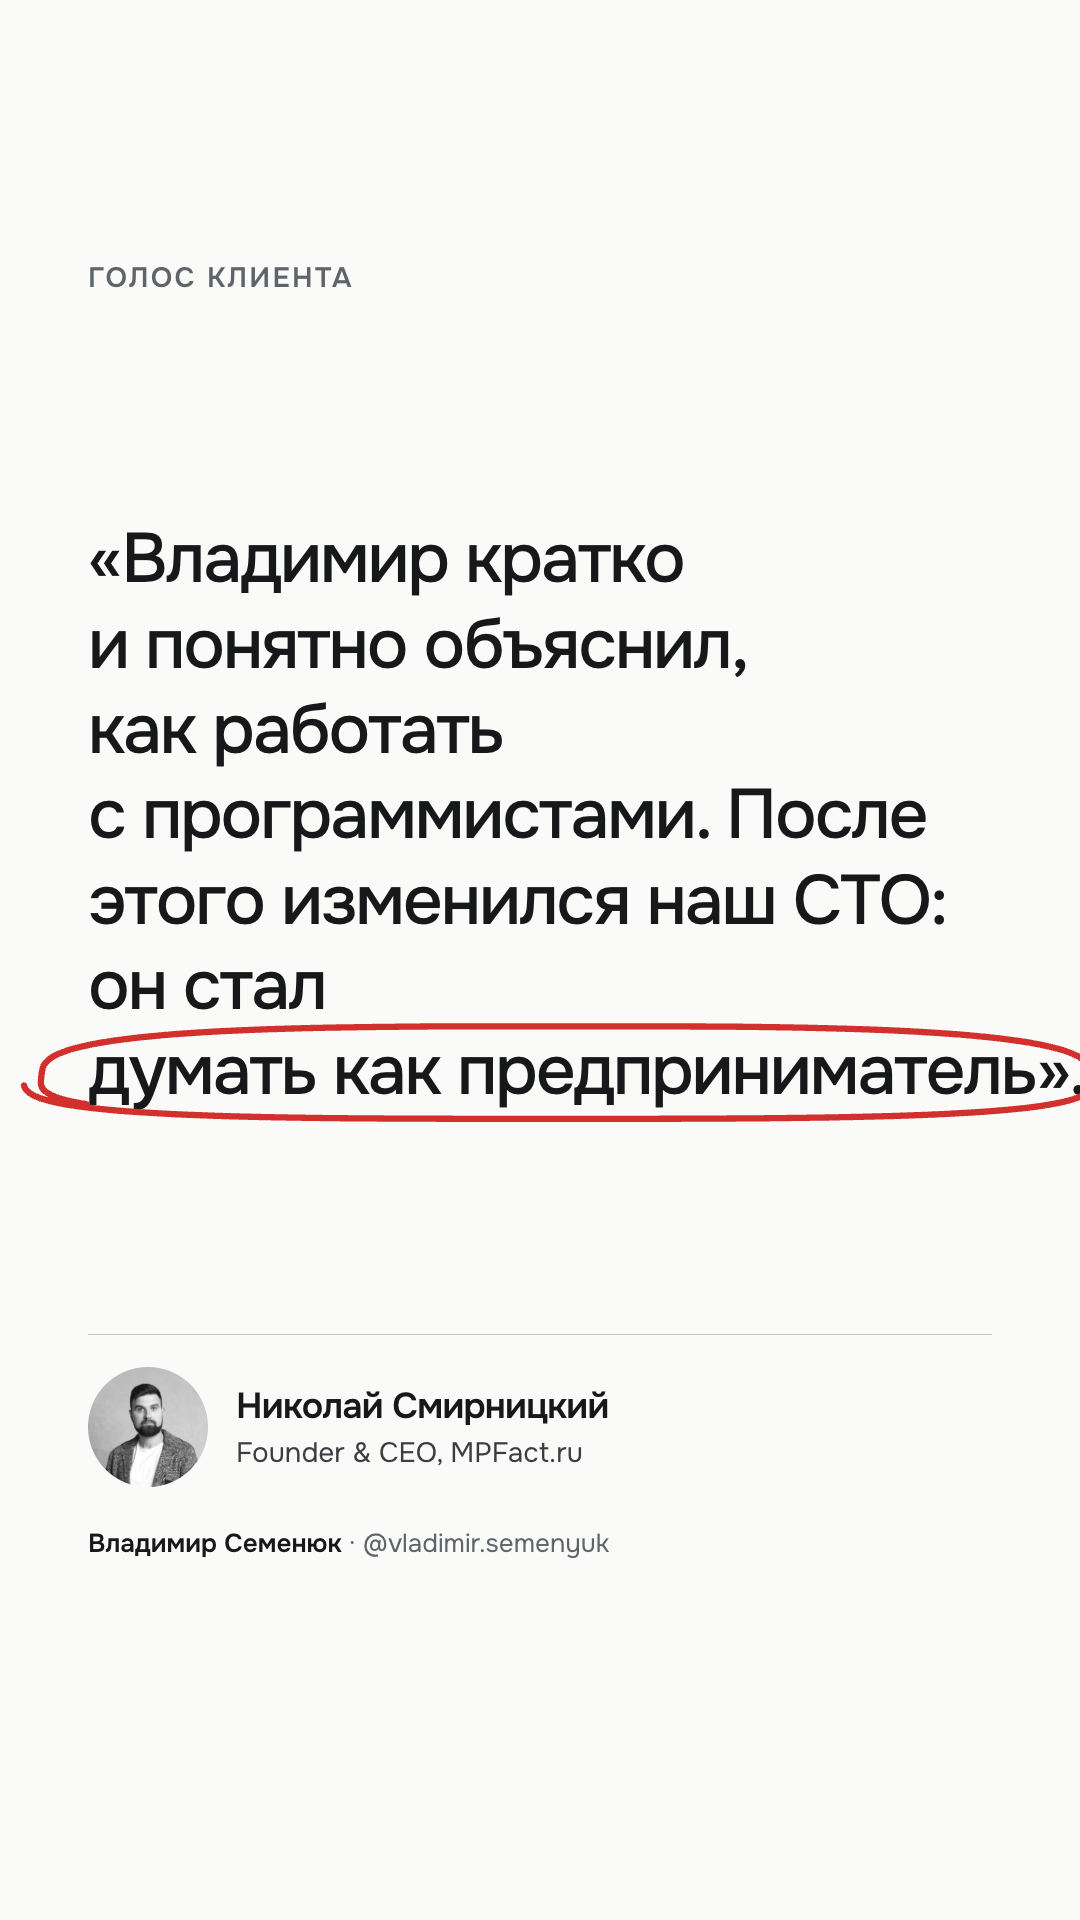 ГОЛОС КЛИЕНТА
«Владимир кратко
и понятно объяснил,
как работать
с программистами. После
этого изменился наш СТО:
он стал
думать как предприниматель».
Николай Смирницкий
Founder & CEO, MPFact.ru
Владимир Семенюк · @vladimir.semenyuk